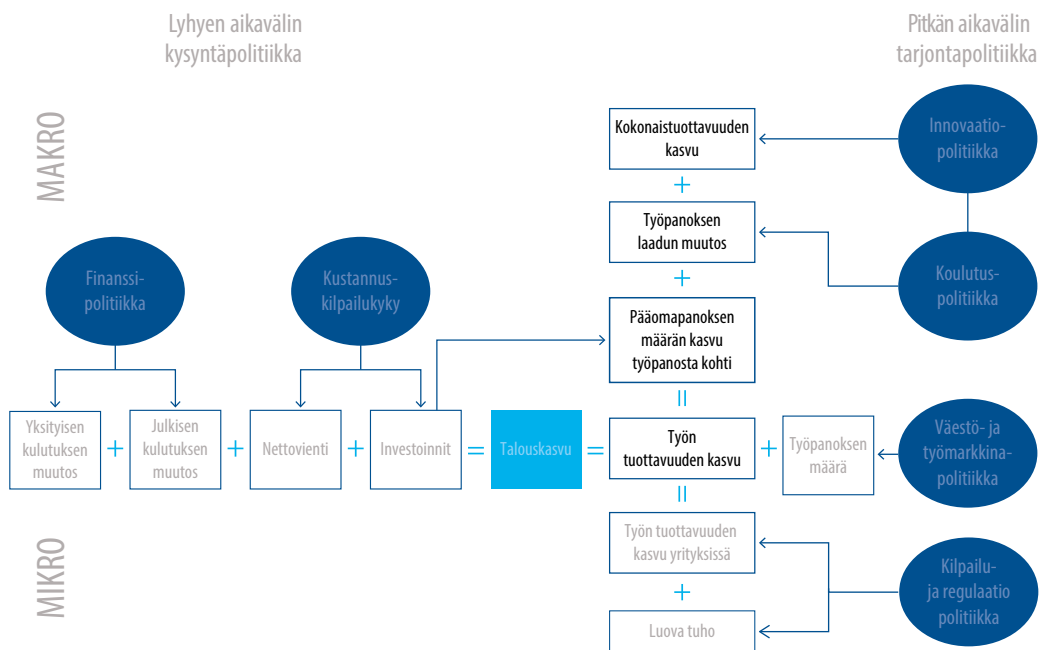 Lyhyen aikavälin
kysyntäpolitiikka
Pitkän aikavälin
tarjontapolitiikka
MAKRO
Kokonaistuottavuuden
kasvu
Innovaatio-
politiikka
+
Työpanoksen
laadun muutos
Koulutus-
politiikka
+
Finanssi-
politiikka
Kustannus-
kilpailukyky
Pääomapanoksen
määrän kasvu
työpanosta kohti
=
Yksityisen
kulutuksen
muutos
+
Julkisen
kulutuksen
muutos
+
Nettovienti
+
Investoinnit
=
Talouskasvu
=
Työn
tuottavuuden kasvu
+
Työpanoksen
määrä
Väestö- ja
työmarkkina-
politiikka
=
MIKRO
Työn tuottavuuden
kasvu yrityksissä
Kilpailu-
ja regulaatio
politiikka
+
Luova tuho